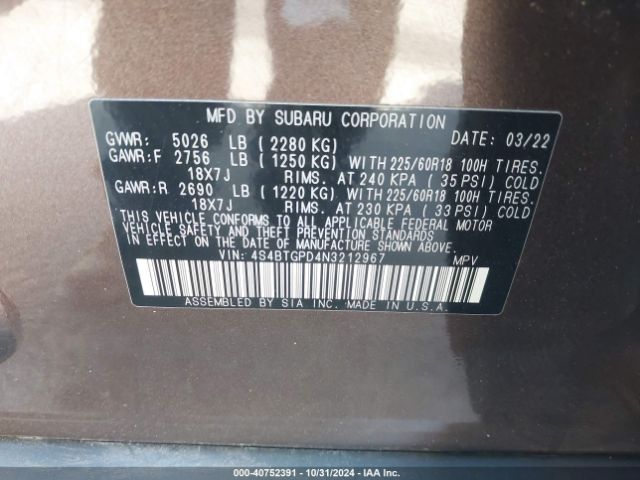 MFD BY SUBARU CORPORATION
GVWR: 5026 LB (2280 KG) DATE: 03/22
GAWR:F 2756 LB (1250 KG) WITH 225/60R18 100H TIRES.
18X7J RIMS. AT 240 KPA (35 PSI) COLD
GAWR:R 2690 LB (1220 KG) WITH 225/60R18 100H TIRES.
18X7J RIMS. AT 230 KPA (33 PSI) COLD
THIS VEHICLE CONFORMS TO ALL APPLICABLE FEDERAL MOTOR
VEHICLE SAFETY STANDARDS IN EFFECT ON THE DATE OF
MANUFACTURE SHOWN ABOVE.
VIN: 4S4BTGPD4N3212967 MPV
ASSEMBLED BY SIA INC. MADE IN U.S.A.
000-40752391 - 10/31/2024 - IAA Inc.